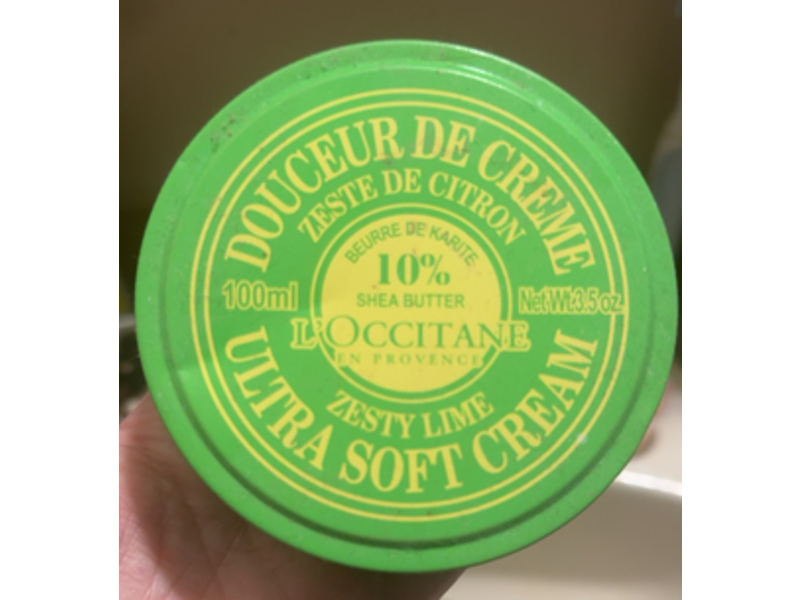 DOUCEUR DE CREME
ZESTE DE CITRON
BEURRE DE KARITE
10%
SHEA BUTTER
100ml
Net Wt.3.5 oz.
L'OCCITANE
EN PROVENCE
ZESTY LIME
ULTRA SOFT CREAM